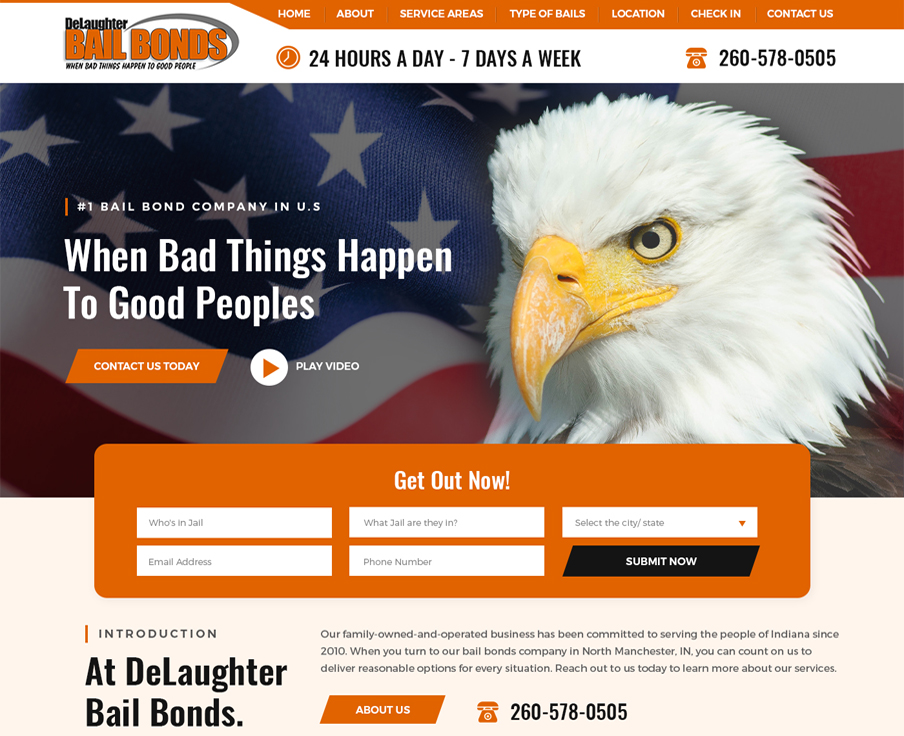 HOME ABOUT SERVICE AREAS TYPE OF BAILS LOCATION CHECK IN CONTACT US
DeLaughter
BAIL BONDS
WHEN BAD THINGS HAPPEN TO GOOD PEOPLE
24 HOURS A DAY - 7 DAYS A WEEK
260-578-0505
#1 BAIL BOND COMPANY IN U.S
When Bad Things Happen
To Good Peoples
CONTACT US TODAY
PLAY VIDEO
Get Out Now!
Who's in Jail
What Jail are they in?
Select the city/ state
Email Address
Phone Number
SUBMIT NOW
INTRODUCTION
At DeLaughter
Bail Bonds.
Our family-owned-and-operated business has been committed to serving the people of Indiana since
2010. When you turn to our bail bonds company in North Manchester, IN, you can count on us to
deliver reasonable options for every situation. Reach out to us today to learn more about our services.
ABOUT US
260-578-0505